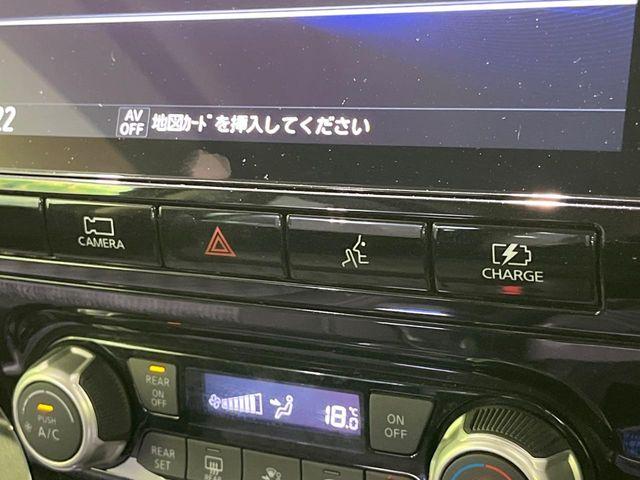 22
AV
OFF
地図ｶｰﾄﾞを挿入してください
CAMERA
CHARGE
REAR
ON
OFF
PUSH
A/C
18.0
°C
ON
OFF
REAR
SET
REAR